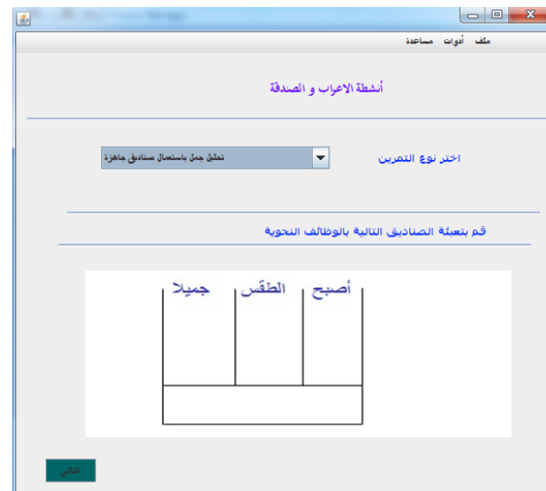 ملف أدوات مساعدة
أنشطة الاعراب و الصندقة
اختر نوع التمرين
تحليل جمل باستعمال صناديق جاهزة
قم بتعبئة الصناديق التالية بالوظائف النحوية
أصبح الطقس جميلا
التالي